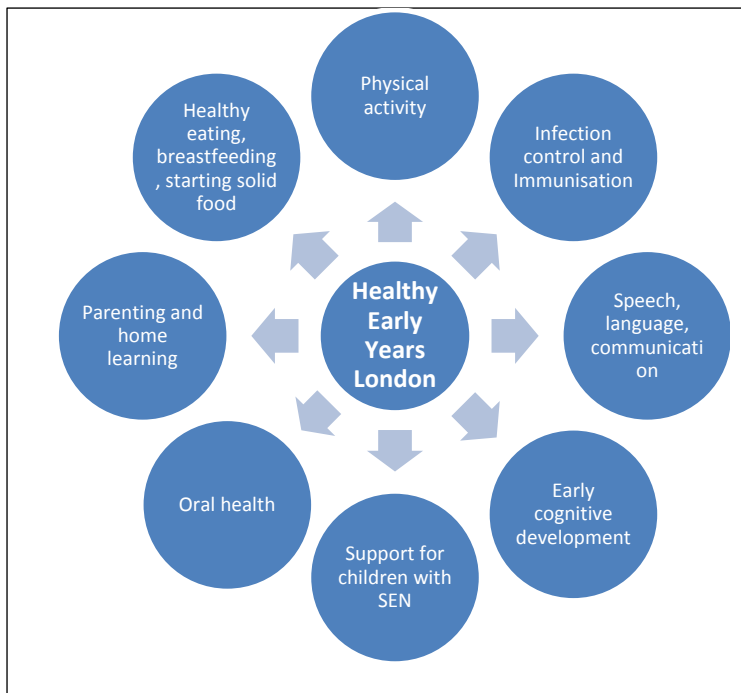 Physical
activity
Infection
control and
Immunisation
Speech,
language,
communicati
on
Early
cognitive
development
Support for
children with
SEN
Oral health
Parenting and
home
learning
Healthy
eating,
breastfeeding
, starting solid
food
Healthy
Early
Years
London